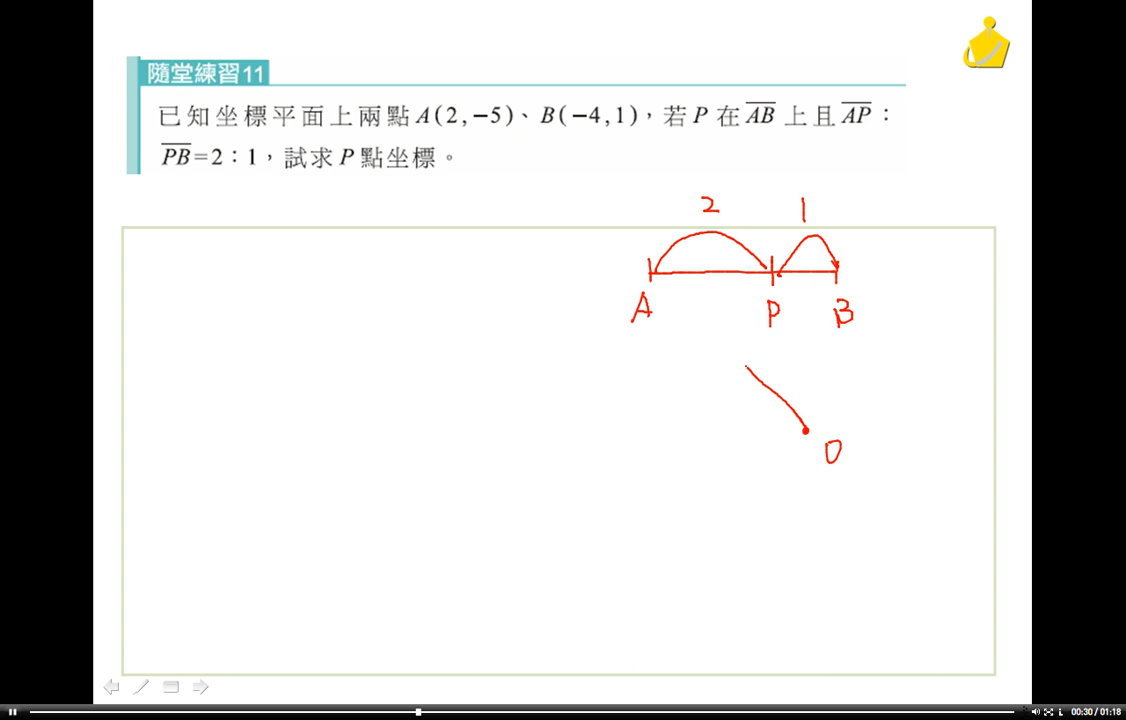 隨堂練習11
已知坐標平面上兩點A(2,−5)、B(−4,1)，若P在AB上且AP：
PB=2：1，試求P點坐標。
2 1
A P B
O
00:30 / 01:18